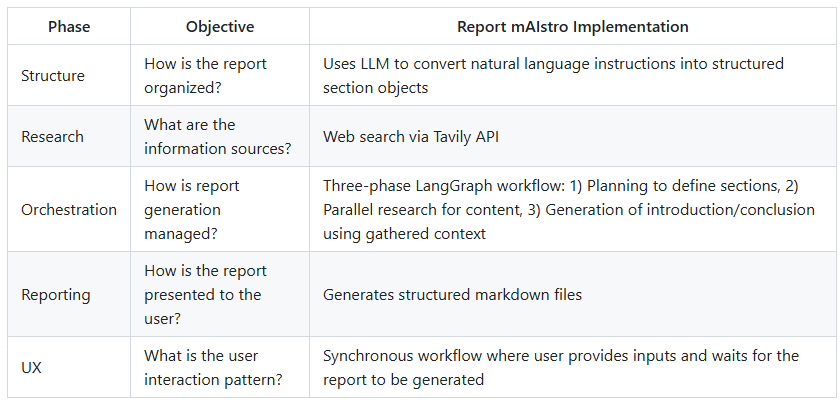 Phase Objective Report mAIstro Implementation
Structure
How is the report
organized?
Uses LLM to convert natural language instructions into structured
section objects
Research
What are the
information sources?
Web search via Tavily API
Orchestration
How is report
generation
managed?
Three-phase LangGraph workflow: 1) Planning to define sections, 2)
Parallel research for content, 3) Generation of introduction/conclusion
using gathered context
Reporting
How is the report
presented to the
user?
Generates structured markdown files
UX
What is the user
interaction pattern?
Synchronous workflow where user provides inputs and waits for the
report to be generated